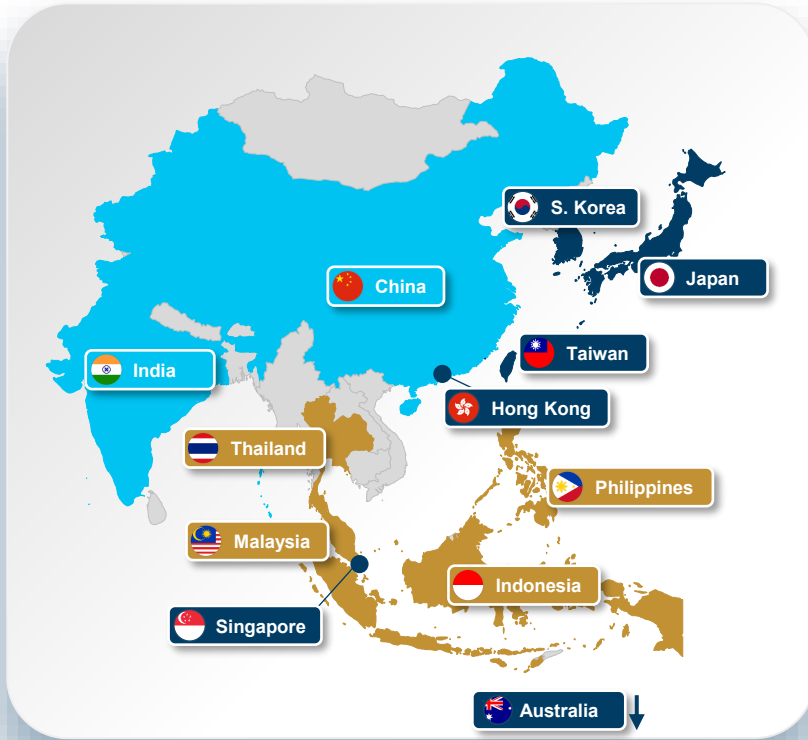 S. Korea
Japan
China
Taiwan
India
Hong Kong
Thailand
Philippines
Malaysia
Indonesia
Singapore
Australia